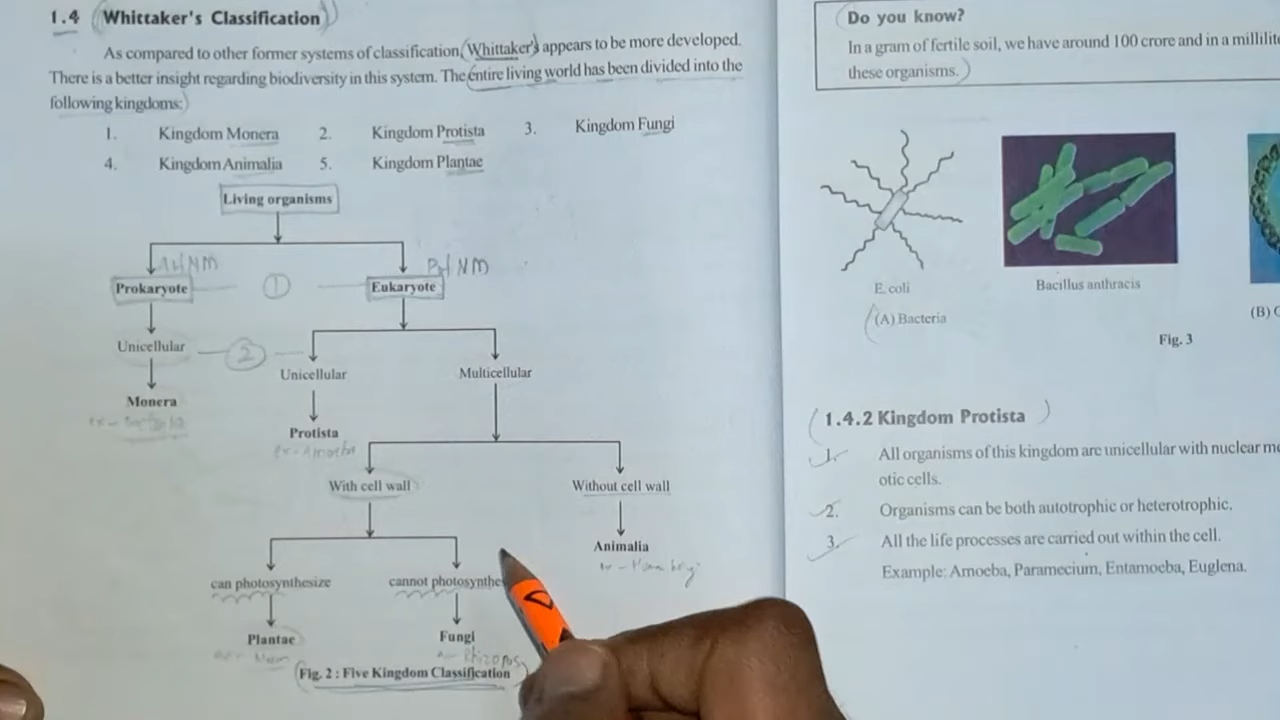 1.4 Whittaker's Classification
As compared to other former systems of classification, Whittaker's appears to be more developed.
There is a better insight regarding biodiversity in this system. The entire living world has been divided into the
following kingdoms:
1. Kingdom Monera 2. Kingdom Protista 3. Kingdom Fungi
4. Kingdom Animalia 5. Kingdom Plantae
Living organisms
NM
NM
Prokaryote 1 Eukaryote
Unicellular 2
Unicellular Multicellular
Monera
Protista
ex - Amoeba
With cell wall Without cell wall
Animalia
can photosynthesize cannot photosynthe
Plantae Fungi
Rhizopus
Fig. 2 : Five Kingdom Classification
Do you know?
In a gram of fertile soil, we have around 100 crore and in a
these organisms.
E. coli Bacillus anthracis
(A) Bacteria (B)
Fig. 3
1.4.2 Kingdom Protista
1. All organisms of this kingdom are unicellular with nuclear
otic cells.
2. Organisms can be both autotrophic or heterotrophic.
3. All the life processes are carried out within the cell.
Example: Amoeba, Paramecium, Entamoeba, Euglena.